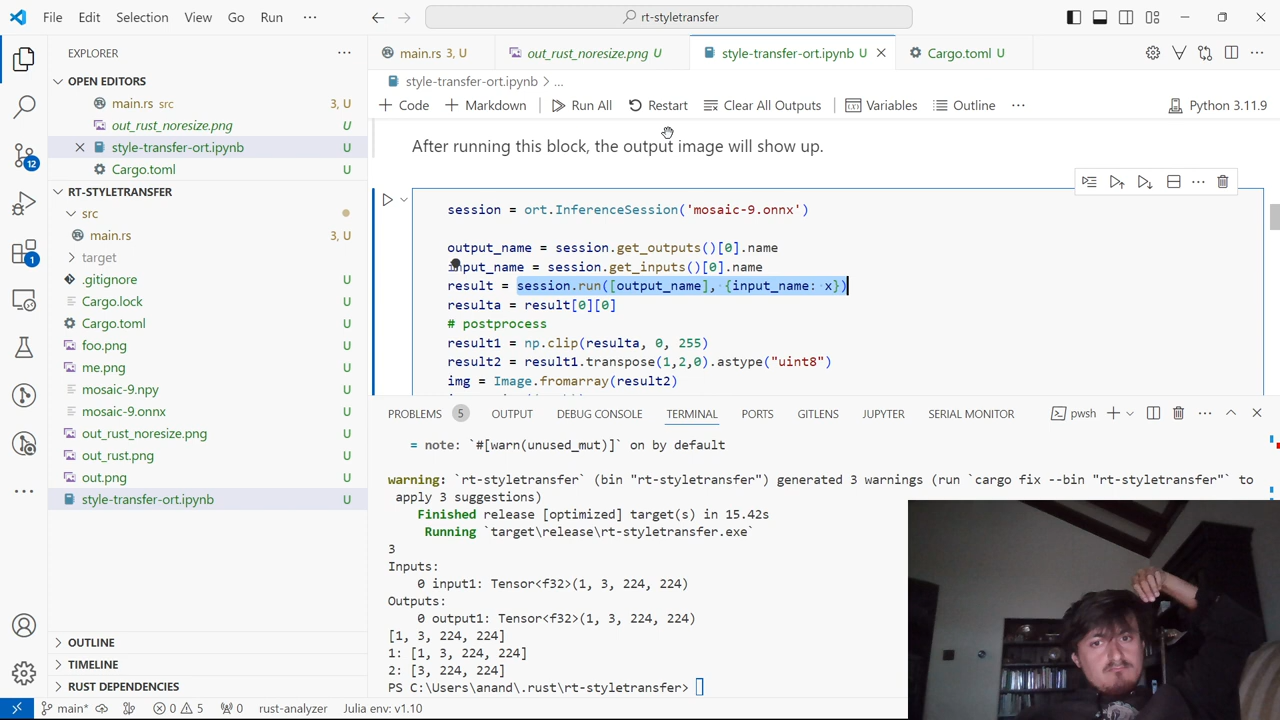 File Edit Selection View Go Run ··· rt-styletransfer
EXPLORER
OPEN EDITORS
main.rs src 3, U
out_rust_noresize.png U
style-transfer-ort.ipynb U
Cargo.toml U
RT-STYLETRANSFER
src
main.rs 3, U
target
.gitignore U
Cargo.lock U
Cargo.toml U
foo.png U
me.png U
mosaic-9.npy U
mosaic-9.onnx U
out_rust_noresize.png U
out_rust.png U
out.png U
style-transfer-ort.ipynb U
OUTLINE
TIMELINE
RUST DEPENDENCIES
12
1
main.rs 3, U out_rust_noresize.png U style-transfer-ort.ipynb U Cargo.toml U
style-transfer-ort.ipynb > ...
Code Markdown Run All Restart Clear All Outputs Variables Outline ··· Python 3.11.9
After running this block, the output image will show up.
session = ort.InferenceSession('mosaic-9.onnx')
output_name = session.get_outputs()[0].name
input_name = session.get_inputs()[0].name
result = session.run([output_name], {input_name: x})
resulta = result[0][0]
# postprocess
result1 = np.clip(resulta, 0, 255)
result2 = result1.transpose(1,2,0).astype("uint8")
img = Image.fromarray(result2)
PROBLEMS 5 OUTPUT DEBUG CONSOLE TERMINAL PORTS GITLENS JUPYTER SERIAL MONITOR pwsh
= note: `#[warn(unused_mut)]` on by default
warning: `rt-styletransfer` (bin "rt-styletransfer") generated 3 warnings (run `cargo fix --bin "rt-styletransfer"` to
apply 3 suggestions)
Finished release [optimized] target(s) in 15.42s
Running `target\release\rt-styletransfer.exe`
3
Inputs:
0 input1: Tensor<f32>(1, 3, 224, 224)
Outputs:
0 output1: Tensor<f32>(1, 3, 224, 224)
[1, 3, 224, 224]
1: [1, 3, 224, 224]
2: [3, 224, 224]
PS C:\Users\anand\.rust\rt-styletransfer>
main* 0 5 0 rust-analyzer Julia env: v1.10